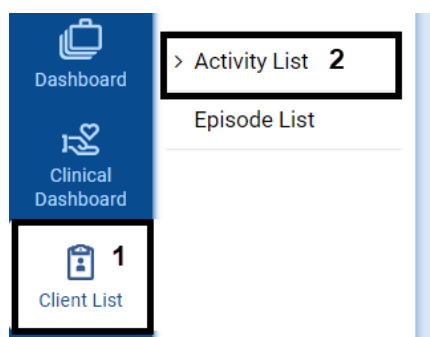 Dashboard
Clinical
Dashboard
1
Client List
> Activity List 2
Episode List